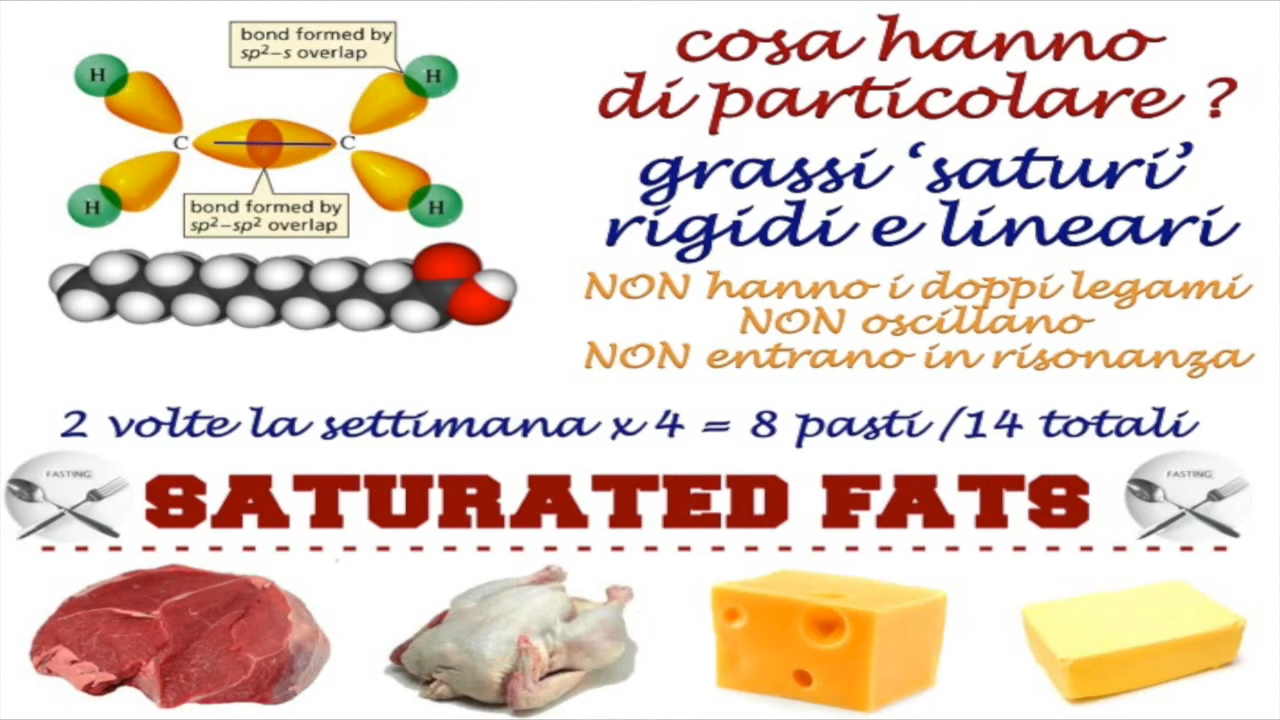 bond formed by
sp²–s overlap
H
H
C
C
H
H
bond formed by
sp²–sp² overlap
cosa hanno
di particolare ?
grassi ‘saturi’
rigidi e lineari
NON hanno i doppi legami
NON oscillano
NON entrano in risonanza
2 volte la settimana x 4 = 8 pasti /14 totali
FASTING
SATURATED FATS
FASTING